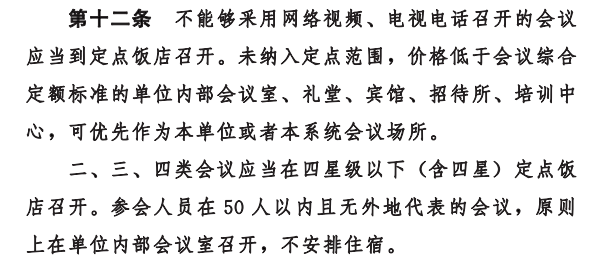 第十二条 不能够采用网络视频、电视电话召开的会议
应当到定点饭店召开。未纳入定点范围，价格低于会议综合
定额标准的单位内部会议室、礼堂、宾馆、招待所、培训中
心，可优先作为本单位或者本系统会议场所。
二、三、四类会议应当在四星级以下（含四星）定点饭
店召开。参会人员在 50 人以内且无外地代表的会议，原则
上在单位内部会议室召开，不安排住宿。